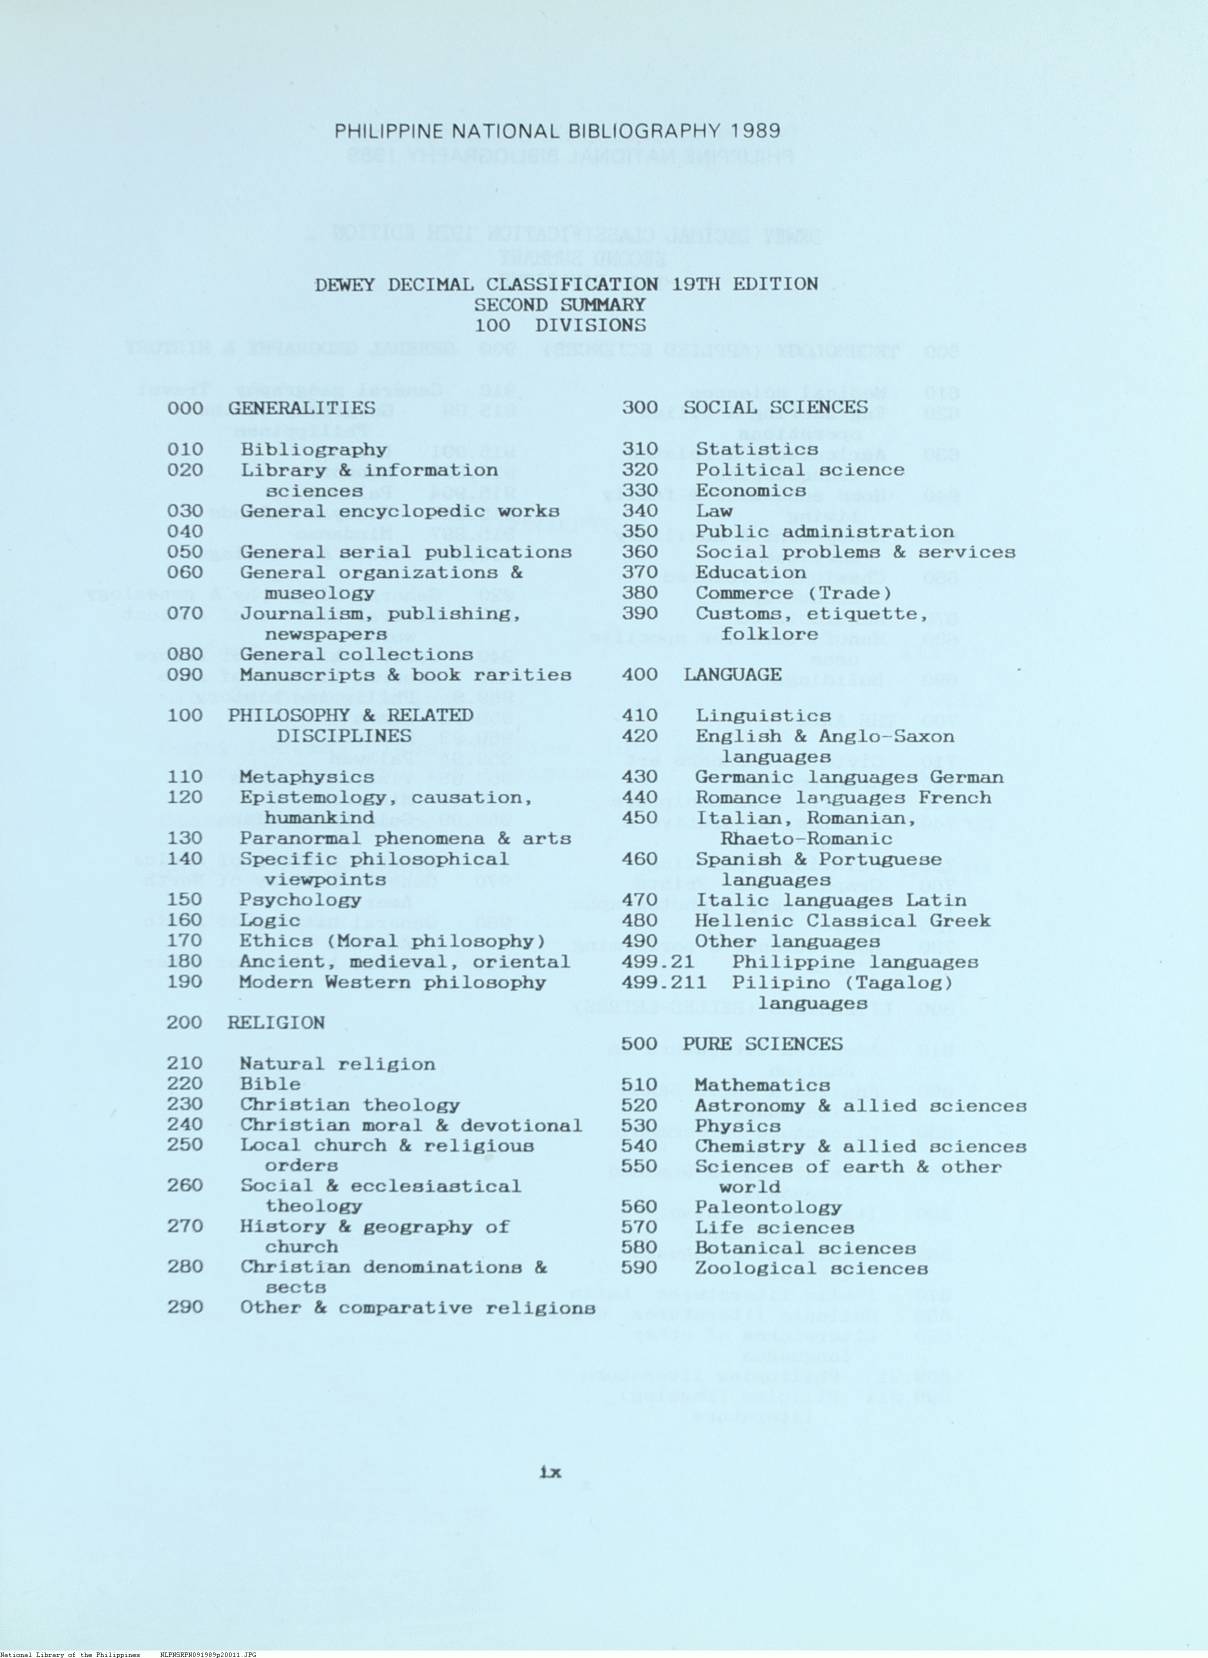 PHILIPPINE NATIONAL BIBLIOGRAPHY 1989
DEWEY DECIMAL CLASSIFICATION 19TH EDITION
SECOND SUMMARY
100 DIVISIONS
000 GENERALITIES
010 Bibliography
020 Library & information
sciences
030 General encyclopedic works
040
050 General serial publications
060 General organizations &
museology
070 Journalism, publishing,
newspapers
080 General collections
090 Manuscripts & book rarities
100 PHILOSOPHY & RELATED
DISCIPLINES
110 Metaphysics
120 Epistemology, causation,
humankind
130 Paranormal phenomena & arts
140 Specific philosophical
viewpoints
150 Psychology
160 Logic
170 Ethics (Moral philosophy)
180 Ancient, medieval, oriental
190 Modern Western philosophy
200 RELIGION
210 Natural religion
220 Bible
230 Christian theology
240 Christian moral & devotional
250 Local church & religious
orders
260 Social & ecclesiastical
theology
270 History & geography of
church
280 Christian denominations &
sects
290 Other & comparative religions
300 SOCIAL SCIENCES
310 Statistics
320 Political science
330 Economics
340 Law
350 Public administration
360 Social problems & services
370 Education
380 Commerce (Trade)
390 Customs, etiquette,
folklore
400 LANGUAGE
410 Linguistics
420 English & Anglo-Saxon
languages
430 Germanic languages German
440 Romance languages French
450 Italian, Romanian,
Rhaeto-Romanic
460 Spanish & Portuguese
languages
470 Italic languages Latin
480 Hellenic Classical Greek
490 Other languages
499.21 Philippine languages
499.211 Pilipino (Tagalog)
languages
500 PURE SCIENCES
510 Mathematics
520 Astronomy & allied sciences
530 Physics
540 Chemistry & allied sciences
550 Sciences of earth & other
world
560 Paleontology
570 Life sciences
580 Botanical sciences
590 Zoological sciences
ix
National Library of the Philippines NLPNSRPN091989p20011.JPG